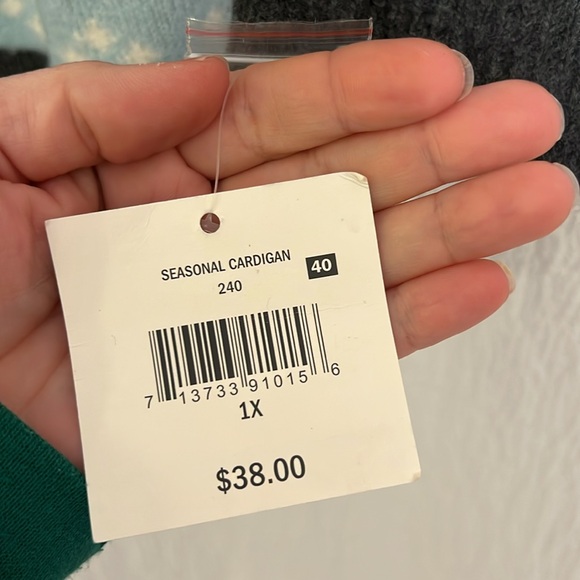 SEASONAL CARDIGAN 40
240
7 13733 91015 6
1X
$38.00